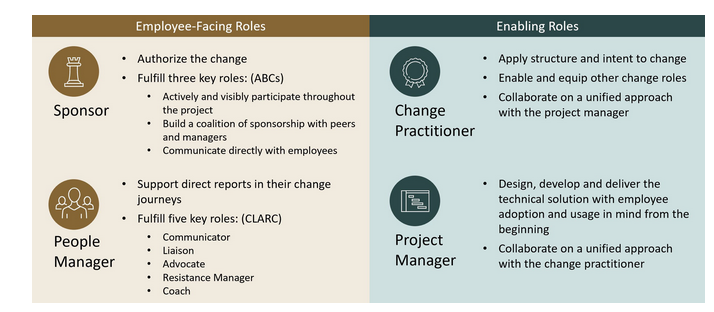 Employee-Facing Roles
Sponsor
• Authorize the change
• Fulfill three key roles: (ABCs)
• Actively and visibly participate throughout
the project
• Build a coalition of sponsorship with peers
and managers
• Communicate directly with employees
People
Manager
• Support direct reports in their change
journeys
• Fulfill five key roles: (CLARC)
• Communicator
• Liaison
• Advocate
• Resistance Manager
• Coach
Enabling Roles
Change
Practitioner
• Apply structure and intent to change
• Enable and equip other change roles
• Collaborate on a unified approach
with the project manager
Project
Manager
• Design, develop and deliver the
technical solution with employee
adoption and usage in mind from the
beginning
• Collaborate on a unified approach
with the change practitioner